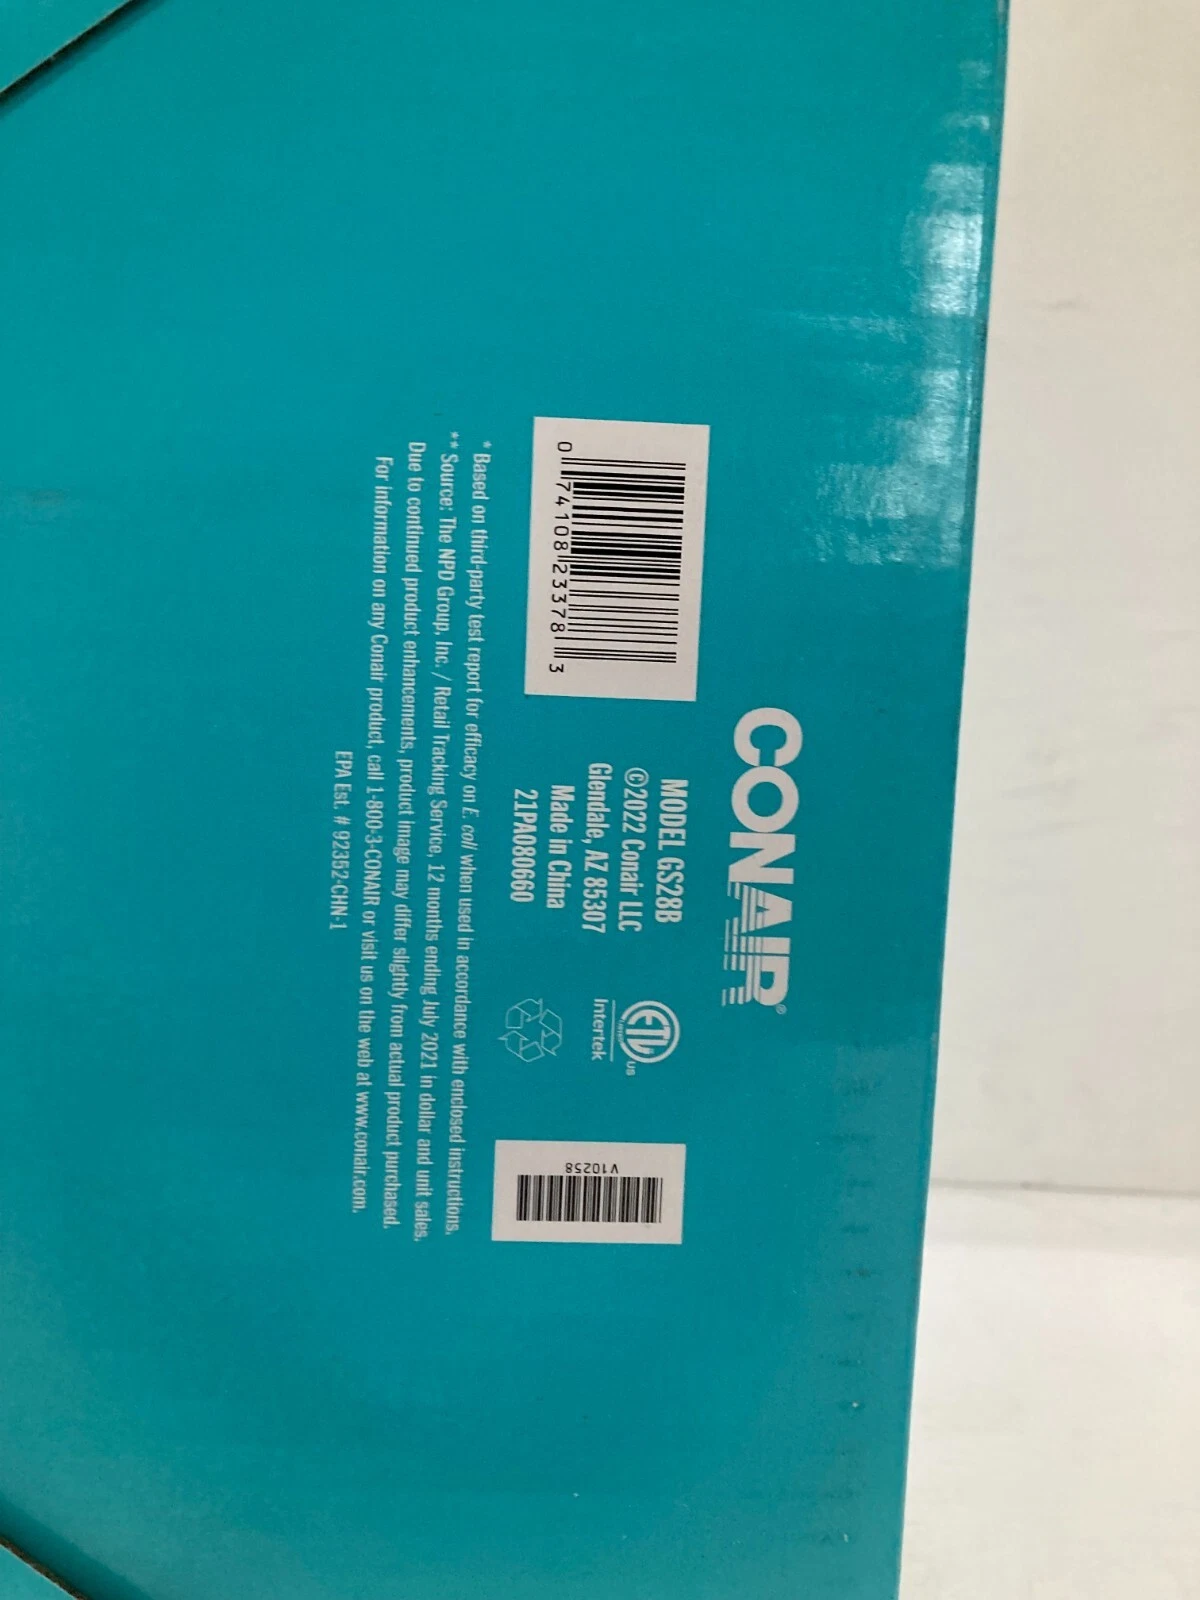 CONAIR®
0 74108 23378 3
MODEL GS28B
©2022 Conair LLC
Glendale, AZ 85307
Made in China
21PA080660
ETL
US
Intertek
V10258
* Based on third-party test report for efficacy on E. coli when used in accordance with enclosed instructions.
** Source: The NPD Group, Inc. / Retail Tracking Service, 12 months ending July 2021 in dollar and unit sales.
Due to continued product enhancements, product image may differ slightly from actual product purchased.
For information on any Conair product, call 1-800-3-CONAIR or visit us on the web at www.conair.com.
EPA Est. # 92352-CHN-1